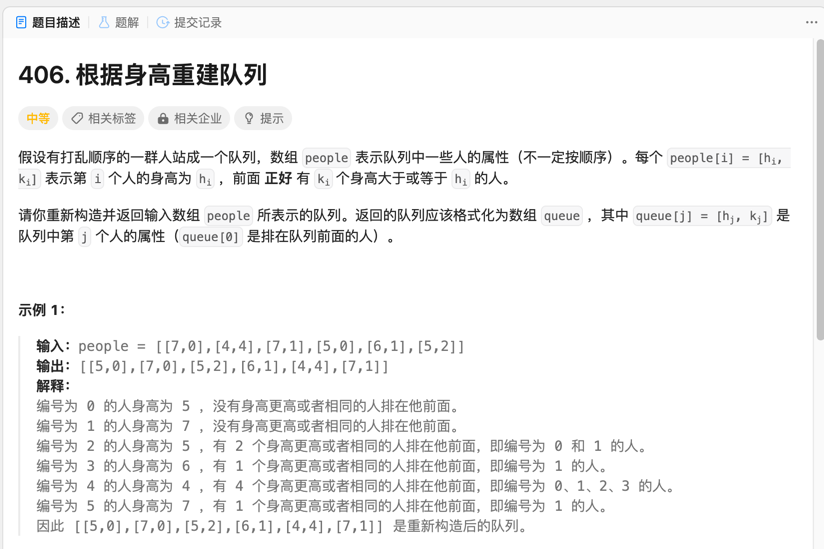 题目描述 题解 提交记录
406. 根据身高重建队列
中等 相关标签 相关企业 提示
假设有打乱顺序的一群人站成一个队列，数组 people 表示队列中一些人的属性（不一定按顺序）。每个 people[i] = [hi,
ki] 表示第 i 个人的身高为 hi ，前面 正好 有 ki 个身高大于或等于 hi 的人。
请你重新构造并返回输入数组 people 所表示的队列。返回的队列应该格式化为数组 queue ，其中 queue[j] = [hj, kj] 是
队列中第 j 个人的属性（queue[0] 是排在队列前面的人）。
示例 1：
输入：people = [[7,0],[4,4],[7,1],[5,0],[6,1],[5,2]]
输出：[[5,0],[7,0],[5,2],[6,1],[4,4],[7,1]]
解释：
编号为 0 的人身高为 5 ，没有身高更高或者相同的人排在他前面。
编号为 1 的人身高为 7 ，没有身高更高或者相同的人排在他前面。
编号为 2 的人身高为 5 ，有 2 个身高更高或者相同的人排在他前面，即编号为 0 和 1 的人。
编号为 3 的人身高为 6 ，有 1 个身高更高或者相同的人排在他前面，即编号为 1 的人。
编号为 4 的人身高为 4 ，有 4 个身高更高或者相同的人排在他前面，即编号为 0、1、2、3 的人。
编号为 5 的人身高为 7 ，有 1 个身高更高或者相同的人排在他前面，即编号为 1 的人。
因此 [[5,0],[7,0],[5,2],[6,1],[4,4],[7,1]] 是重新构造后的队列。